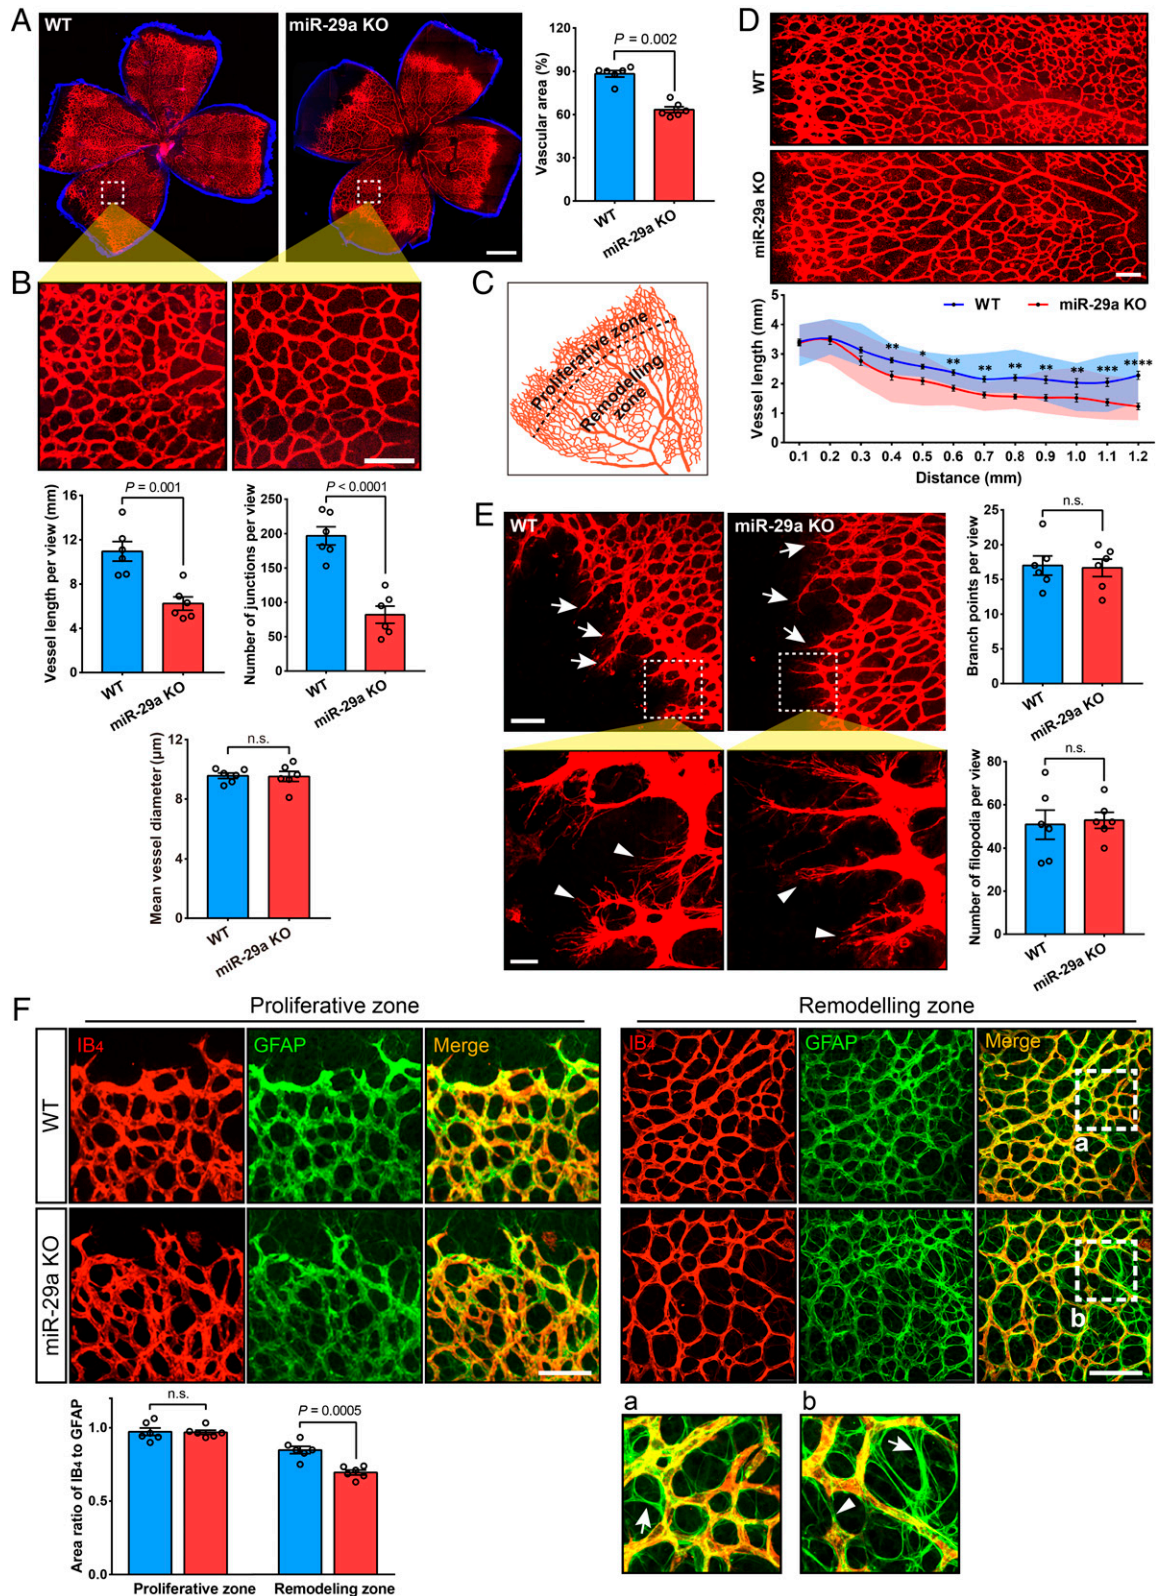 A
WT
miR-29a KO
Vascular area (%)
120
90
60
30
0
P = 0.002
WT
miR-29a KO
B
Vessel length per view (mm)
16
12
8
4
0
P = 0.001
WT
miR-29a KO
Number of junctions per view
250
200
150
100
50
0
P < 0.0001
WT
miR-29a KO
Mean vessel diameter (µm)
12
8
4
0
n.s.
WT
miR-29a KO
C
Proliferative zone
Remodelling
zone
D
WT
miR-29a KO
Vessel length (mm)
5
4
3
2
1
0
WT
miR-29a KO
** * ** ** ** ** ** *** ****
0.1 0.2 0.3 0.4 0.5 0.6 0.7 0.8 0.9 1.0 1.1 1.2
Distance (mm)
E
WT
miR-29a KO
Branch points per view
25
20
15
10
5
0
n.s.
WT
miR-29a KO
Number of filopodia per view
80
60
40
20
0
n.s.
WT
miR-29a KO
F
Proliferative zone
Remodelling zone
WT
IB4
GFAP
Merge
IB4
GFAP
Merge
a
miR-29a KO
b
Area ratio of IB4 to GFAP
1.0
0.5
0.0
n.s.
P = 0.0005
Proliferative zone
Remodeling zone
a
b